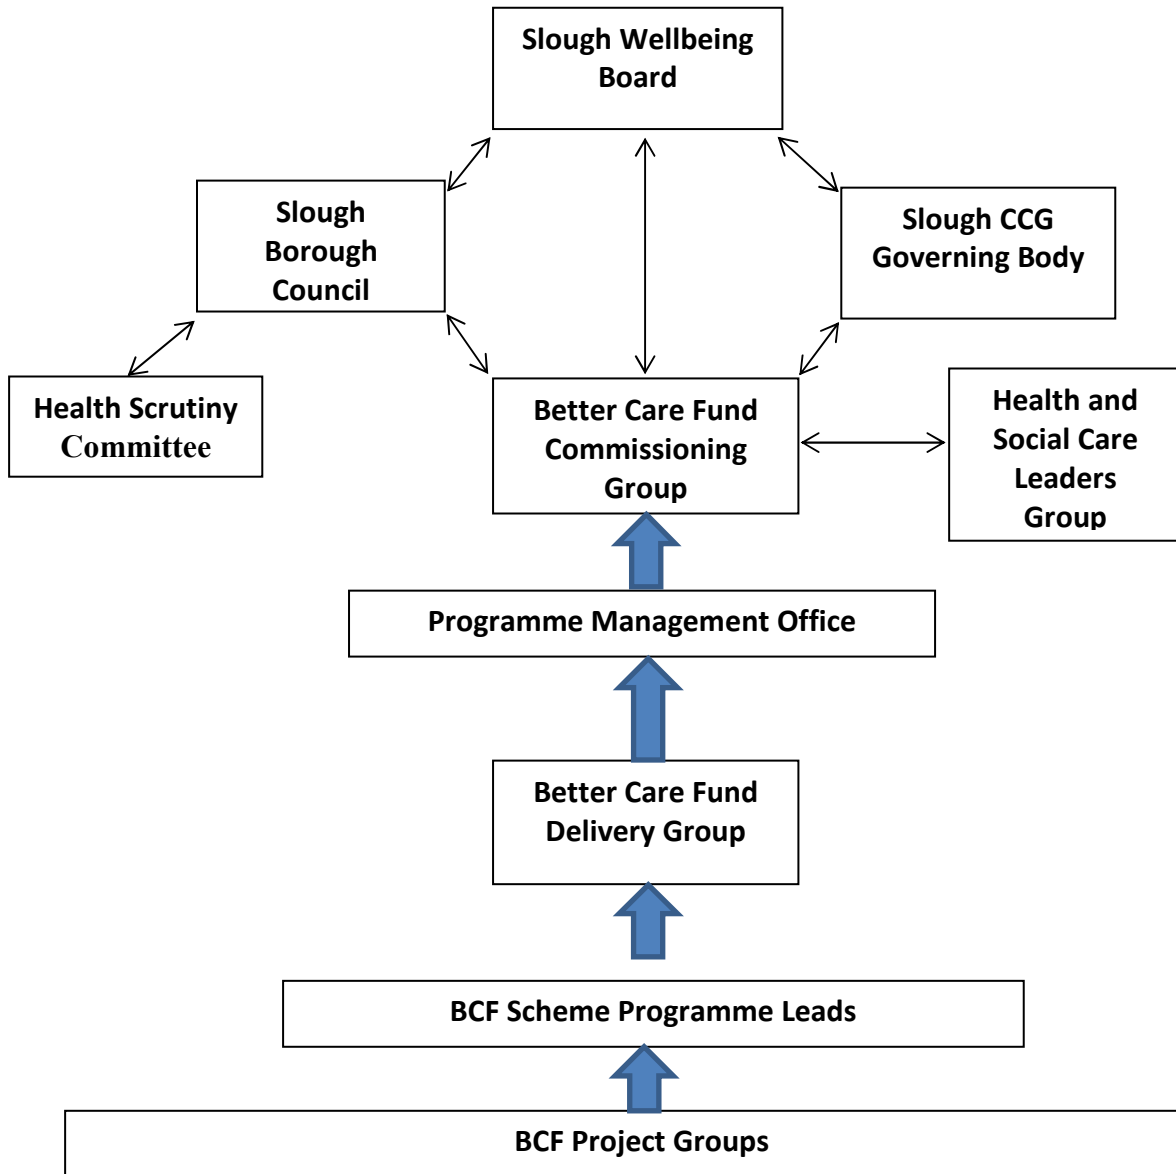 Slough Wellbeing
Board
Slough
Borough
Council
Slough CCG
Governing Body
Health Scrutiny
Committee
Better Care Fund
Commissioning
Group
Health and
Social Care
Leaders
Group
Programme Management Office
Better Care Fund
Delivery Group
BCF Scheme Programme Leads
BCF Project Groups